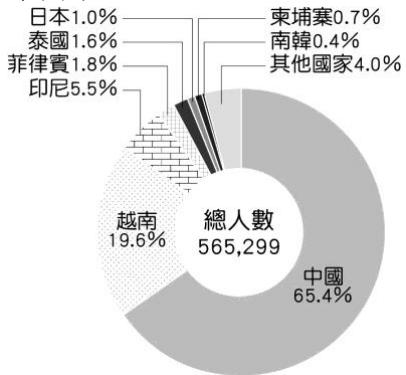 日本1.0%
泰國1.6%
菲律賓1.8%
印尼5.5%
柬埔寨0.7%
南韓0.4%
其他國家4.0%
越南
19.6%
總人數
565,299
中國
65.4%